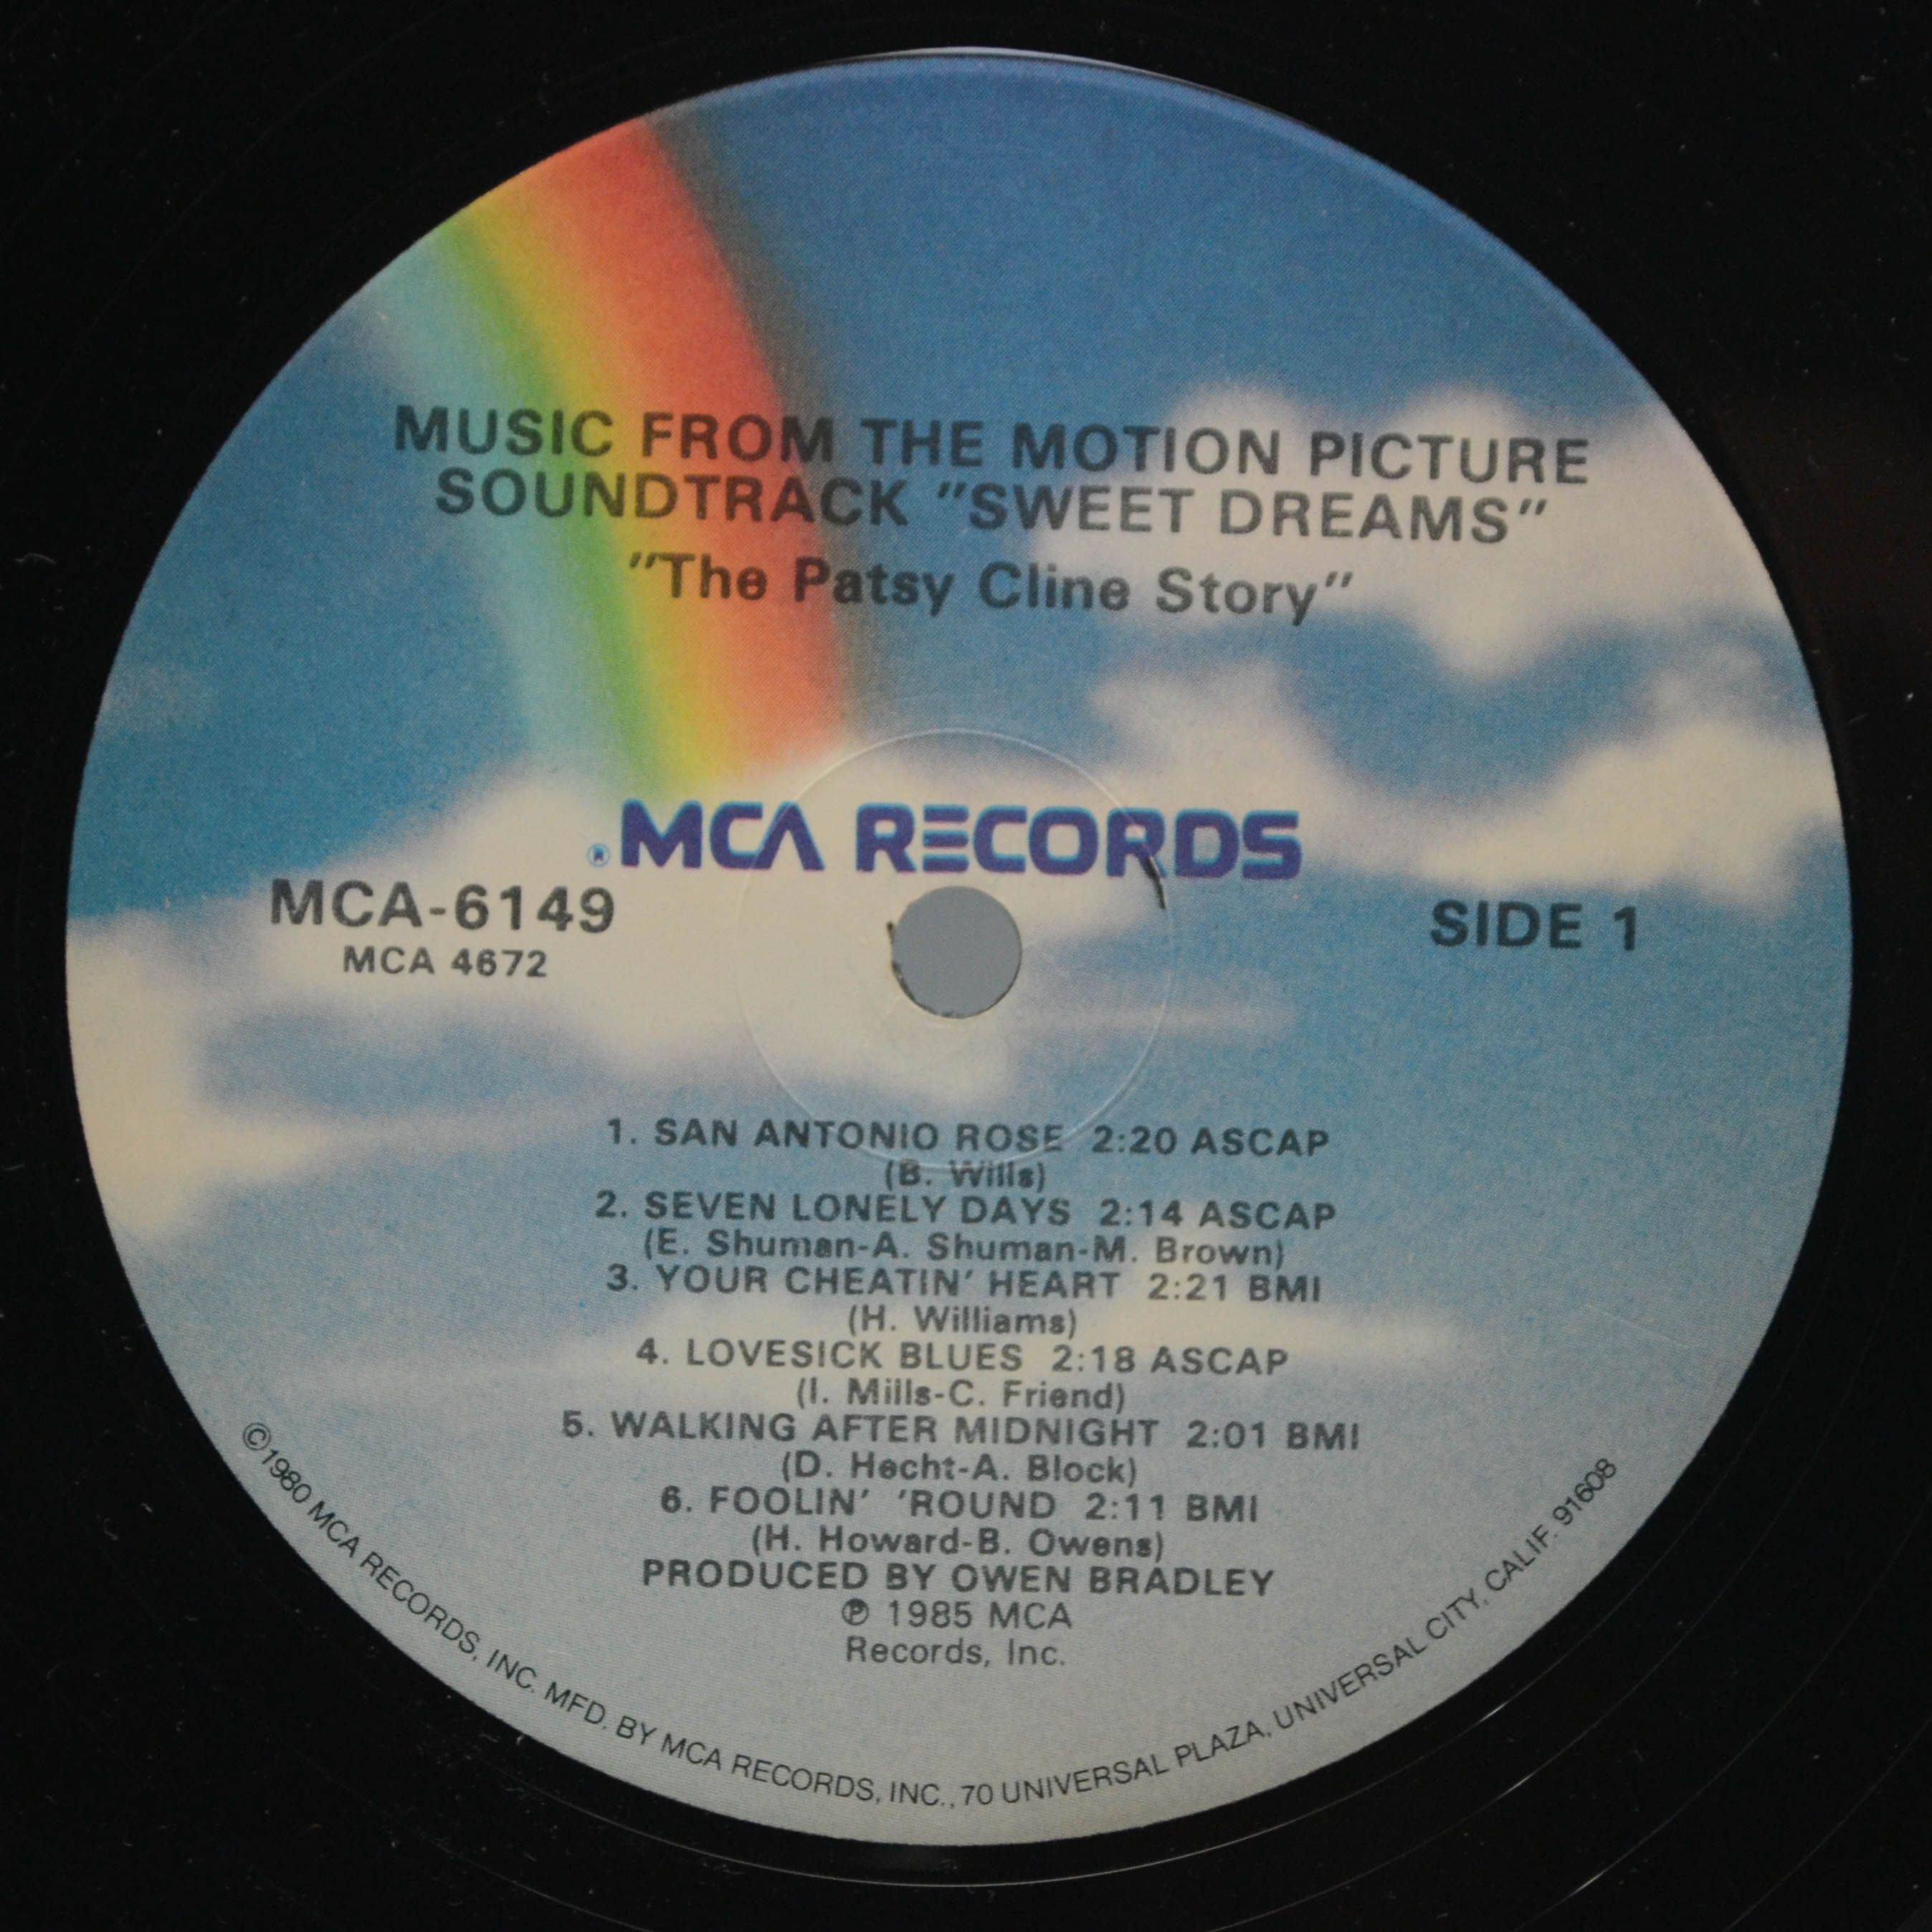 MUSIC FROM THE MOTION PICTURE
SOUNDTRACK "SWEET DREAMS"
"The Patsy Cline Story"
® MCA RECORDS
MCA-6149
MCA 4672
SIDE 1
1. SAN ANTONIO ROSE 2:20 ASCAP
(B. Wills)
2. SEVEN LONELY DAYS 2:14 ASCAP
(E. Shuman-A. Shuman-M. Brown)
3. YOUR CHEATIN' HEART 2:21 BMI
(H. Williams)
4. LOVESICK BLUES 2:18 ASCAP
(I. Mills-C. Friend)
5. WALKING AFTER MIDNIGHT 2:01 BMI
(D. Hecht-A. Block)
6. FOOLIN' 'ROUND 2:11 BMI
(H. Howard-B. Owens)
PRODUCED BY OWEN BRADLEY
℗ 1985 MCA
Records, Inc.
©1980 MCA RECORDS, INC. MFD. BY MCA RECORDS, INC., 70 UNIVERSAL PLAZA, UNIVERSAL CITY, CALIF. 91608